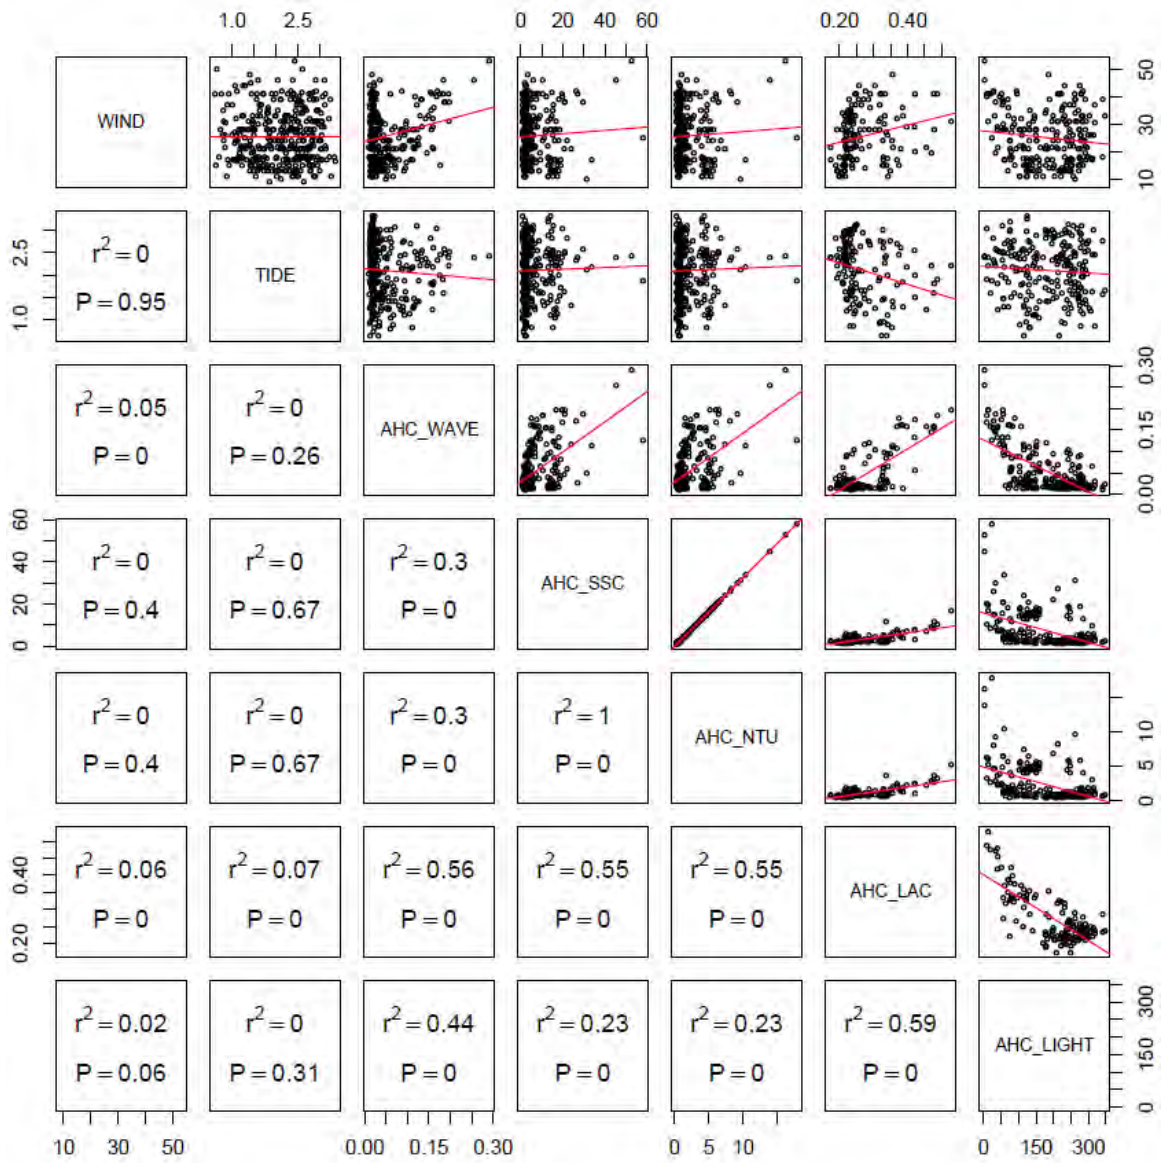 1.0 2.5 0 20 40 60 0.20 0.40
WIND 10 30 50
1.0 2.5 r² = 0 TIDE
P = 0.95
r² = 0.05 r² = 0 AHC_WAVE 0.00 0.15 0.30
P = 0 P = 0.26
0 20 40 60 r² = 0 r² = 0 r² = 0.3 AHC_SSC
P = 0.4 P = 0.67 P = 0
r² = 0 r² = 0 r² = 0.3 r² = 1 AHC_NTU 0 5 10
P = 0.4 P = 0.67 P = 0 P = 0
0.20 0.40 r² = 0.06 r² = 0.07 r² = 0.56 r² = 0.55 r² = 0.55 AHC_LAC
P = 0 P = 0 P = 0 P = 0 P = 0
r² = 0.02 r² = 0 r² = 0.44 r² = 0.23 r² = 0.23 r² = 0.59 AHC_LIGHT 0 150 300
P = 0.06 P = 0.31 P = 0 P = 0 P = 0 P = 0
10 30 50 0.00 0.15 0.30 0 5 10 0 150 300